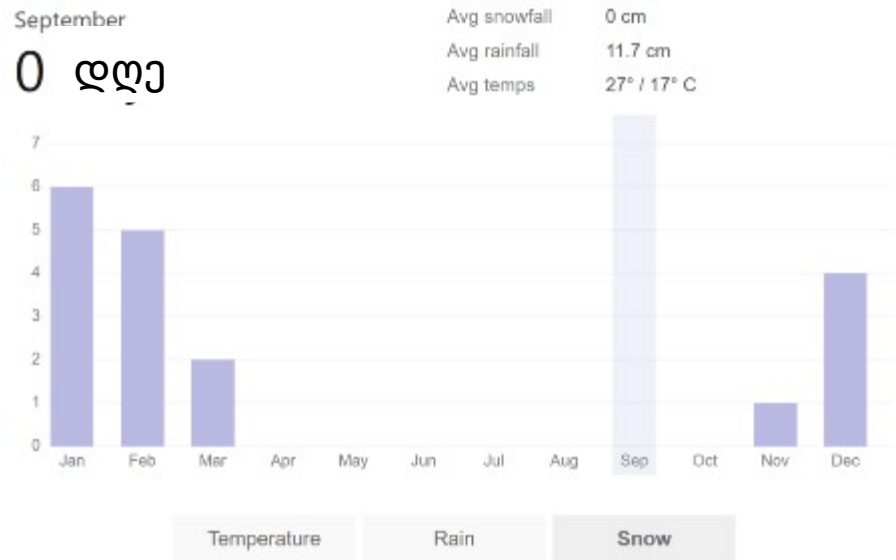 September
0 დღე
Avg snowfall 0 cm
Avg rainfall 11.7 cm
Avg temps 27° / 17° C
7
6
5
4
3
2
1
0
Jan Feb Mar Apr May Jun Jul Aug Sep Oct Nov Dec
Temperature Rain Snow